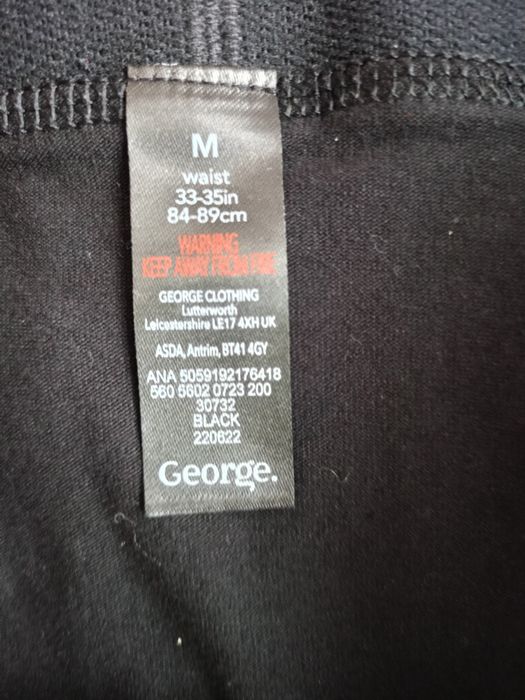 M
waist
33-35in
84-89cm
WARNING
KEEP AWAY FROM FIRE
GEORGE CLOTHING
Lutterworth
Leicestershire LE17 4XH UK
ASDA, Antrim, BT41 4GY
ANA 5059192176418
560 5602 0723 200
30732
BLACK
220622
George.